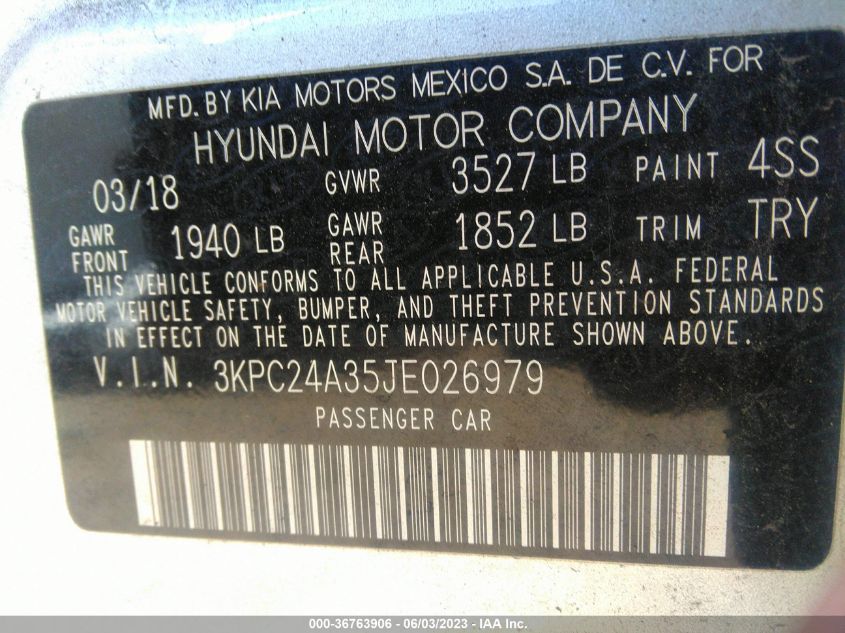 MFD. BY KIA MOTORS MEXICO S.A. DE C.V. FOR
HYUNDAI MOTOR COMPANY
03/18 GVWR 3527 LB PAINT 4SS
GAWR FRONT 1940 LB GAWR REAR 1852 LB TRIM TRY
THIS VEHICLE CONFORMS TO ALL APPLICABLE U.S.A. FEDERAL
MOTOR VEHICLE SAFETY, BUMPER, AND THEFT PREVENTION STANDARDS
IN EFFECT ON THE DATE OF MANUFACTURE SHOWN ABOVE.
V.I.N. 3KPC24A35JE026979
PASSENGER CAR
000-36763906 - 06/03/2023 - IAA Inc.